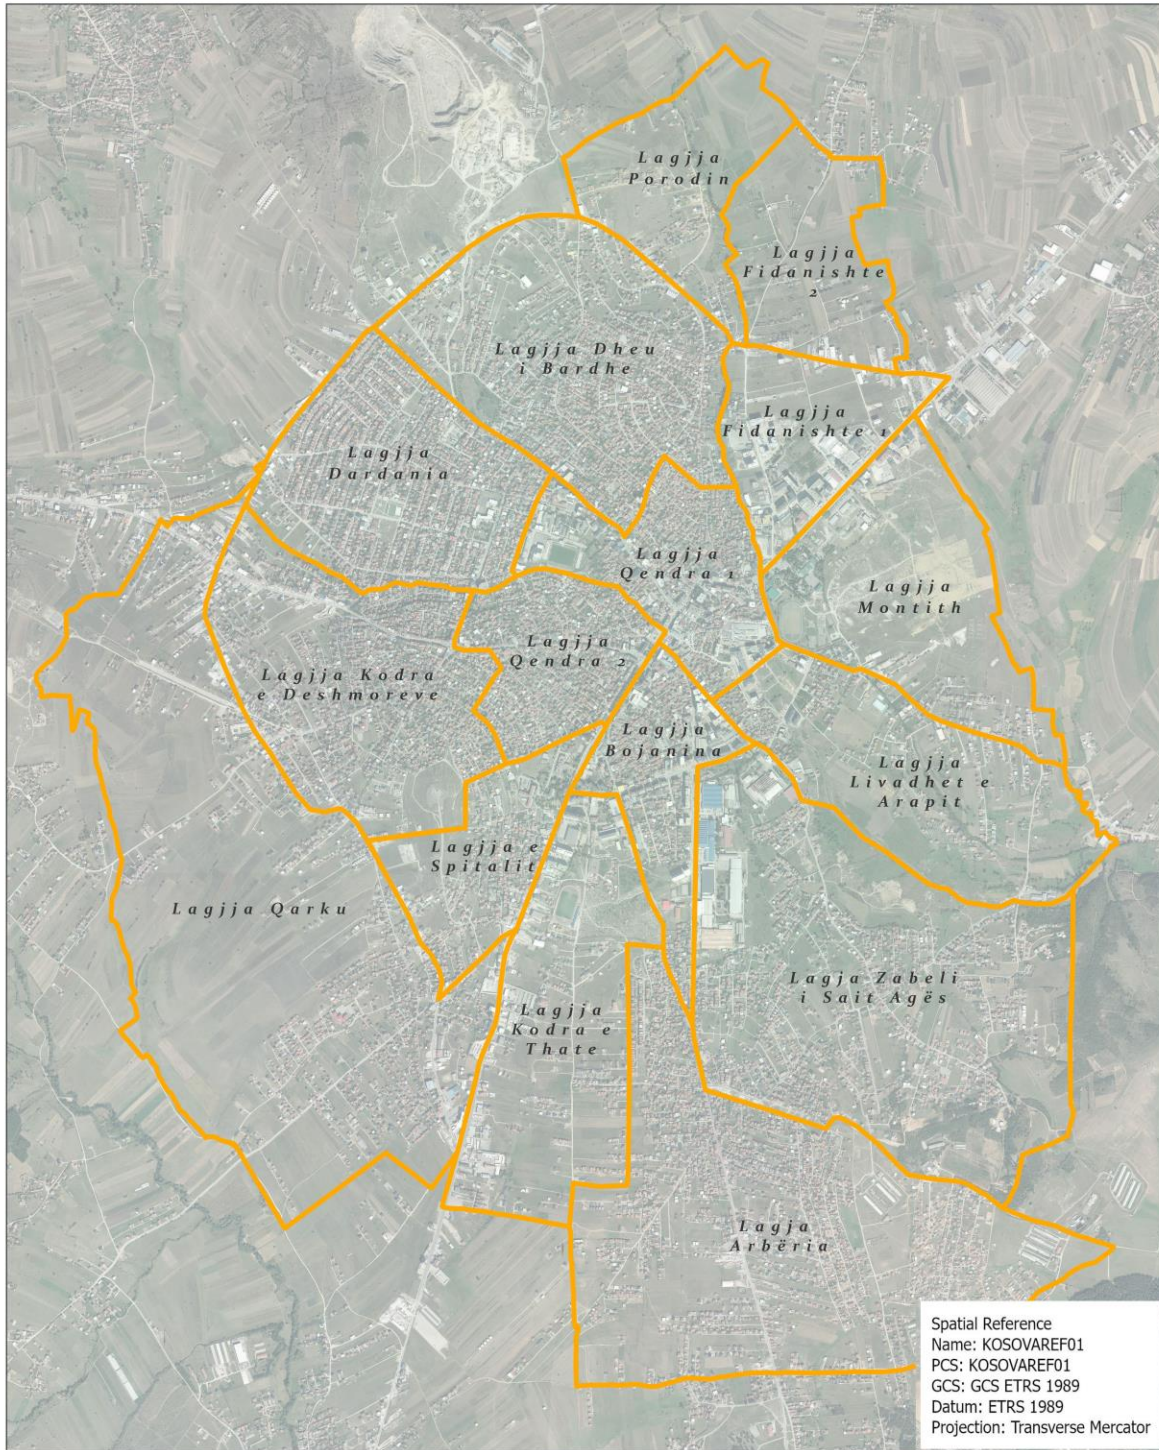 Lagjja
Porodin
Lagjja
Fidanishte
2
Lagjja Dheu
i Bardhe
Lagjja
Fidanishte 1
Lagjja
Dardania
Lagjja
Qendra 1
Lagjja
Montith
Lagjja
Qendra 2
Lagjja Kodra
e Deshmoreve
Lagjja
Bojanina
Lagjja
Livadhet e
Arapit
Lagjja e
Spitalit
Lagjja Qarku
Lagja Zabeli
i Sait Agës
Lagjja
Kodra e
Thate
Lagja
Arbëria
Spatial Reference
Name: KOSOVAREF01
PCS: KOSOVAREF01
GCS: GCS ETRS 1989
Datum: ETRS 1989
Projection: Transverse Mercator